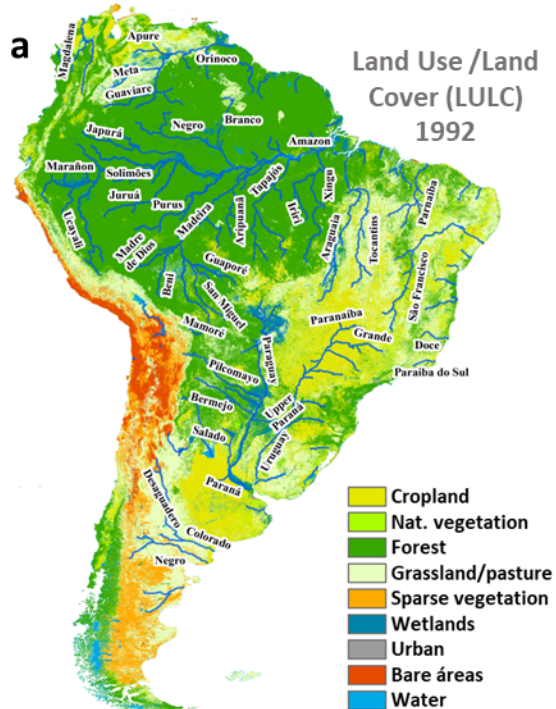 a
Land Use /Land
Cover (LULC)
1992
Magdalena
Apure
Meta
Orinoco
Guaviare
Japurá
Negro
Branco
Amazon
Marañon
Solimões
Tapajós
Xingu
Juruá
Purus
Madeira
Aripuanã
Iriri
Araguaia
Tocantins
Parnaiba
Ucayali
Madre
de Dios
Beni
Guaporé
San Miguel
São Francisco
Mamoré
Paranaiba
Grande
Doce
Paraguay
Paraiba do Sul
Pilcomayo
Bermejo
Upper
Paraná
Salado
Uruguay
Paraná
Desaguadero
Colorado
Negro
Cropland
Nat. vegetation
Forest
Grassland/pasture
Sparse vegetation
Wetlands
Urban
Bare áreas
Water